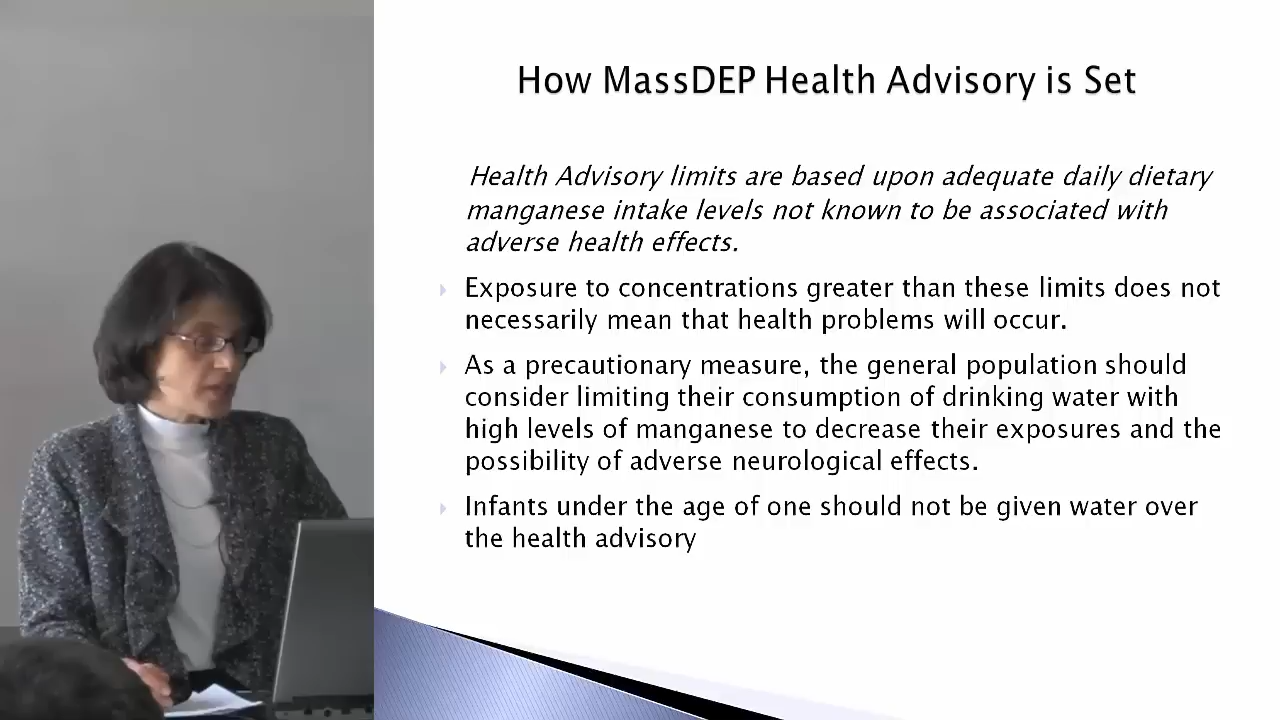 How MassDEP Health Advisory is Set
Health Advisory limits are based upon adequate daily dietary
manganese intake levels not known to be associated with
adverse health effects.
Exposure to concentrations greater than these limits does not
necessarily mean that health problems will occur.
As a precautionary measure, the general population should
consider limiting their consumption of drinking water with
high levels of manganese to decrease their exposures and the
possibility of adverse neurological effects.
Infants under the age of one should not be given water over
the health advisory